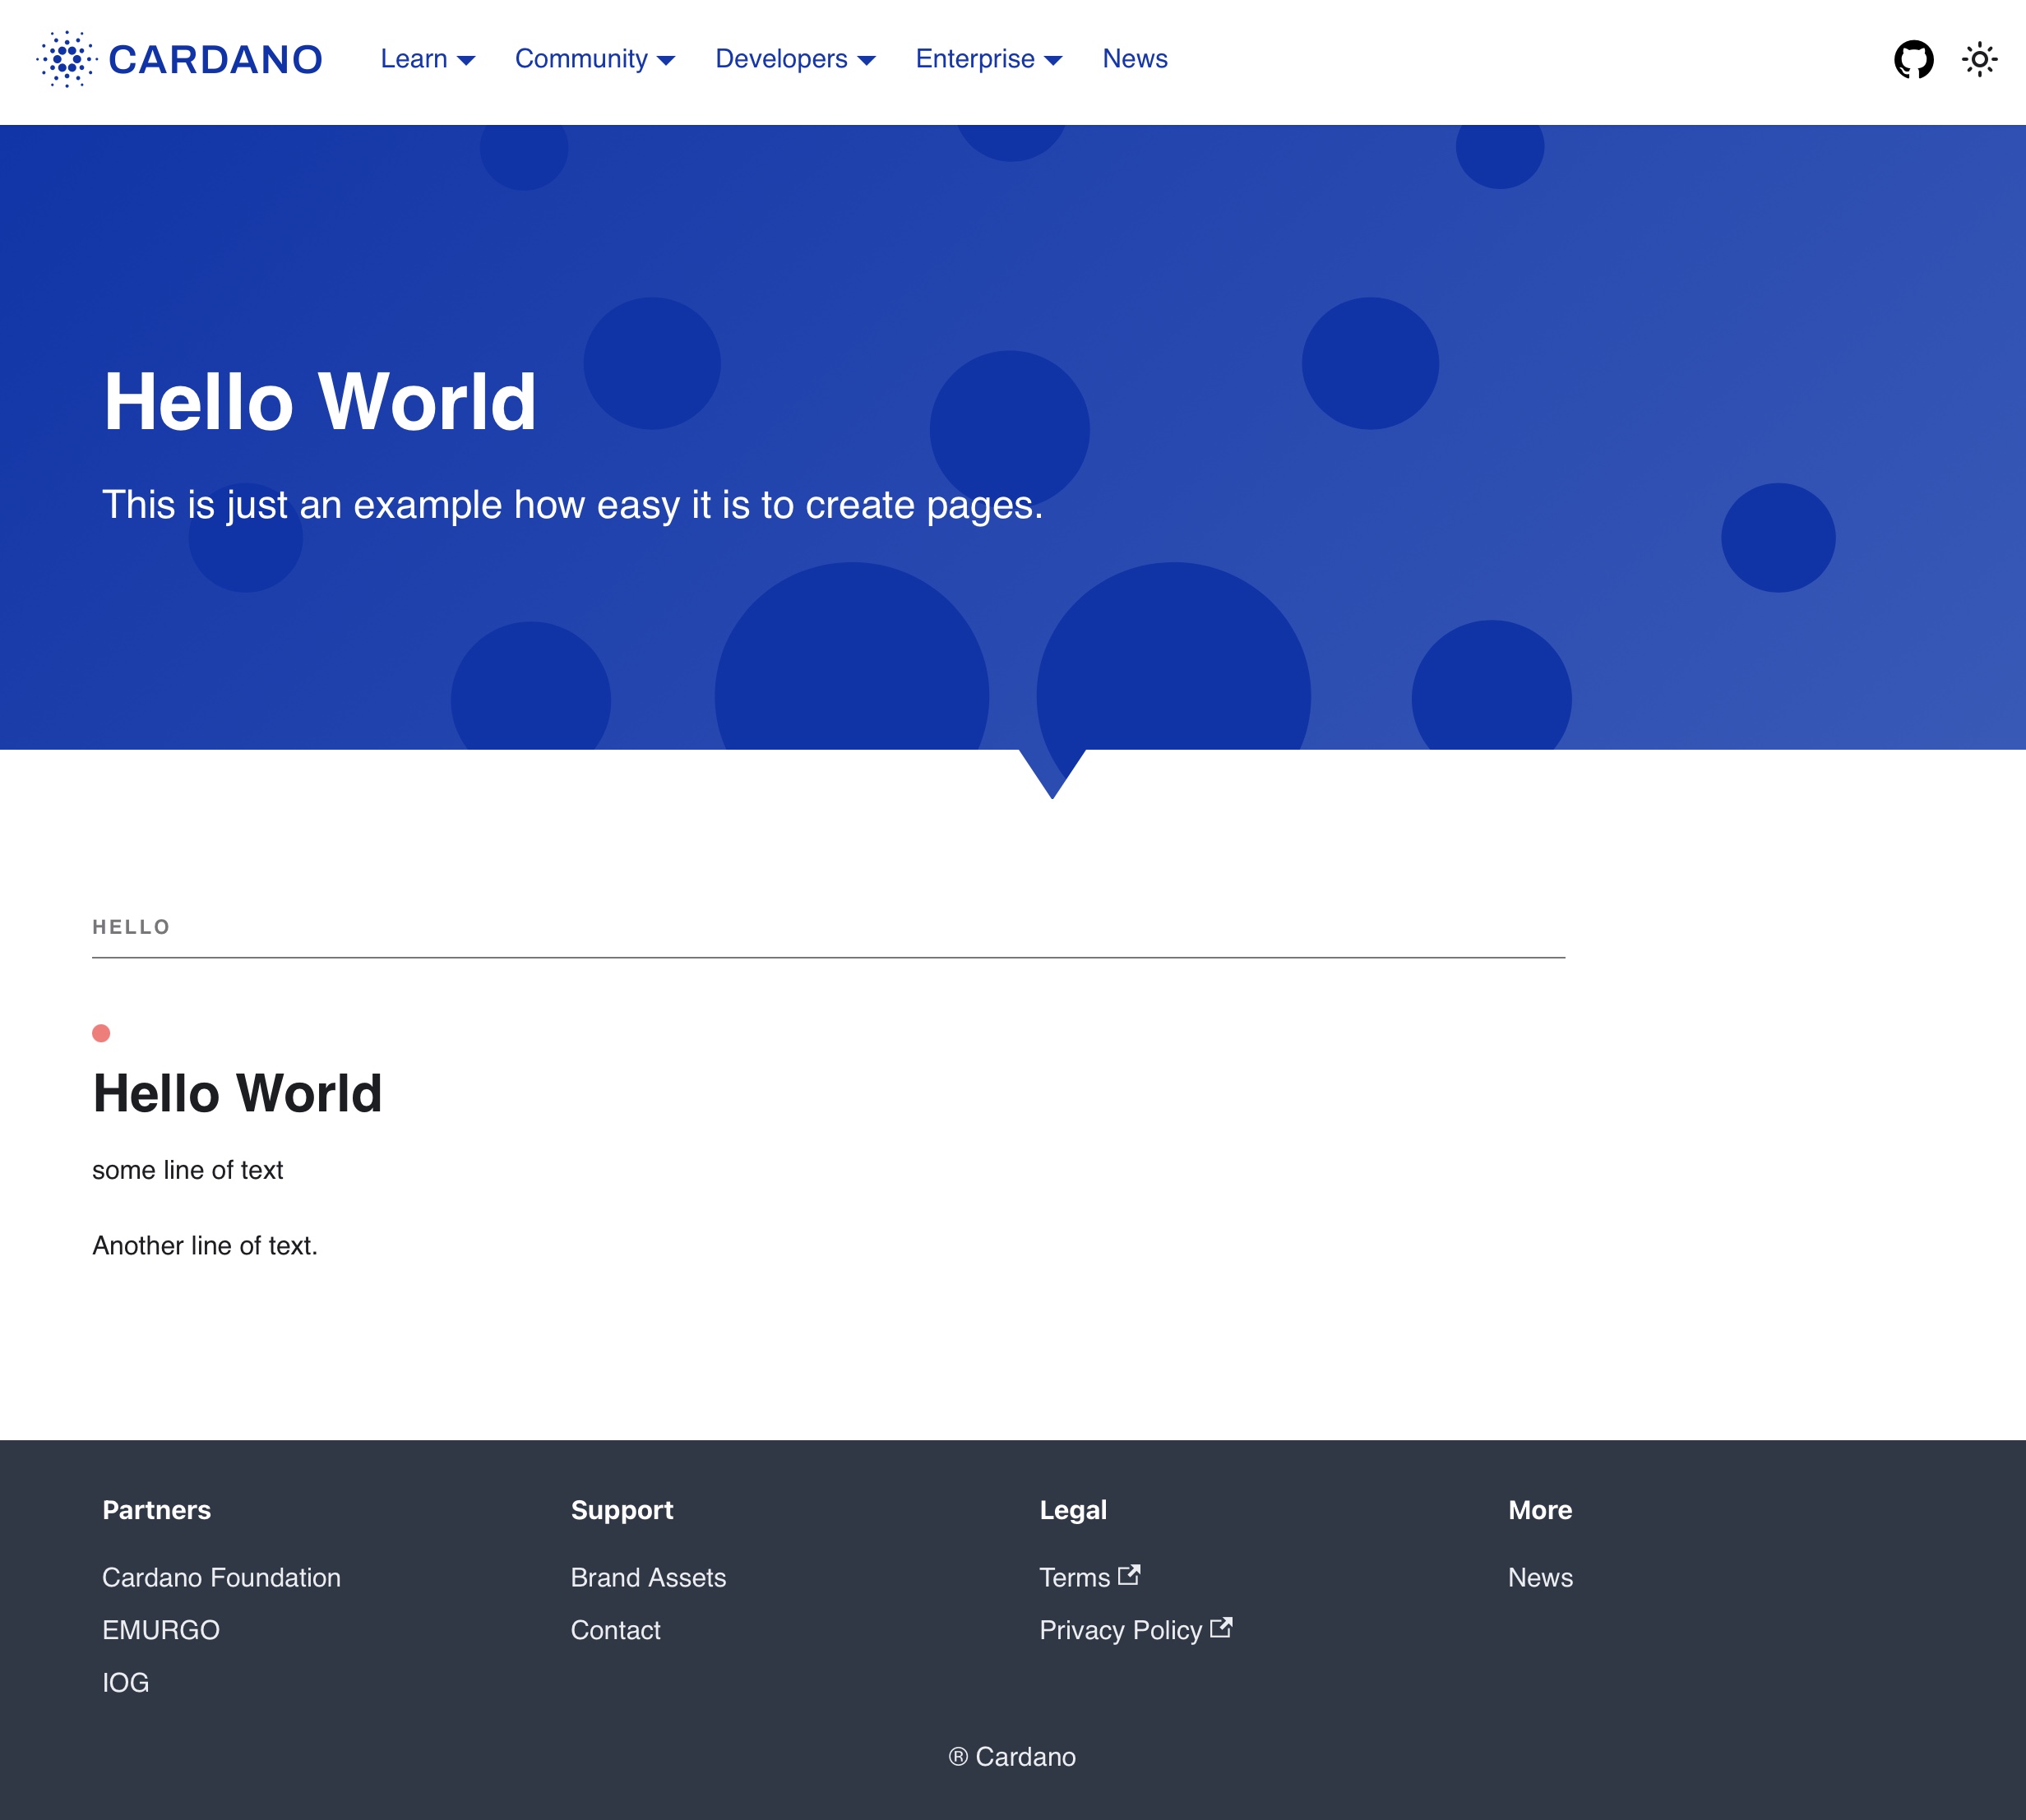 CARDANO Learn Community Developers Enterprise News
Hello World
This is just an example how easy it is to create pages.
HELLO
Hello World
some line of text
Another line of text.
Partners
Cardano Foundation
EMURGO
IOG
Support
Brand Assets
Contact
Legal
Terms
Privacy Policy
More
News
® Cardano